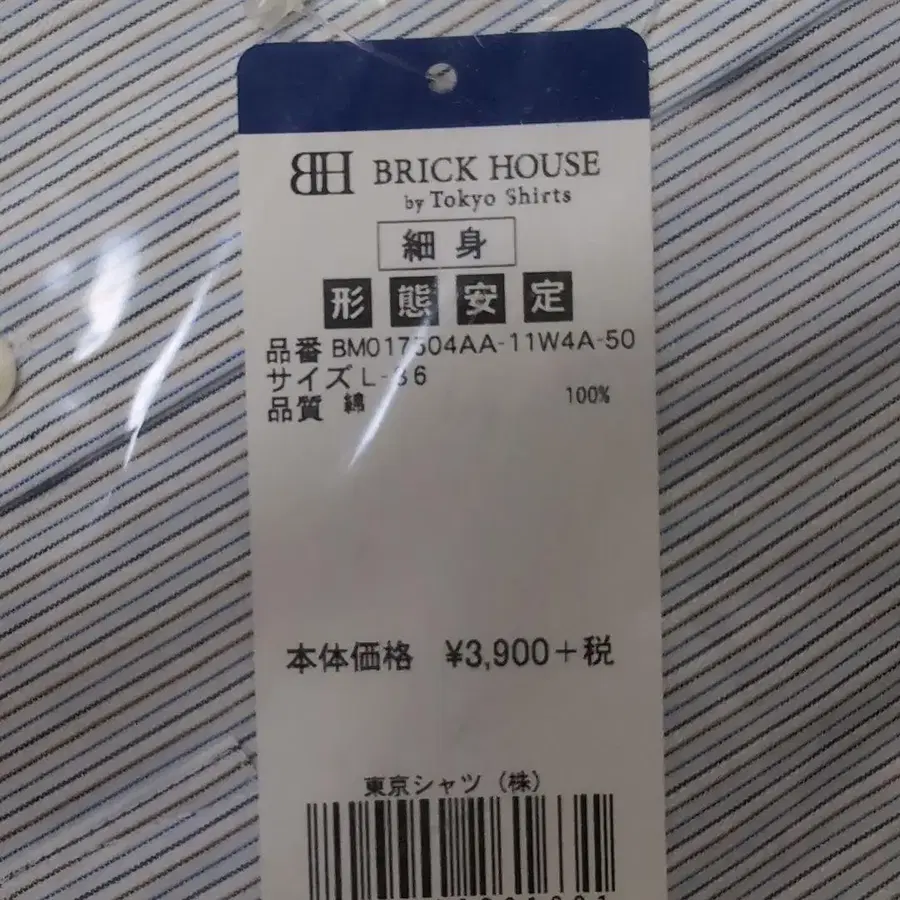 BH BRICK HOUSE
by Tokyo Shirts
細身
形態安定
品番 BM017504AA-11W4A-50
サイズ L-86
品質 綿 100%
本体価格 ¥3,900+税
東京シャツ（株）